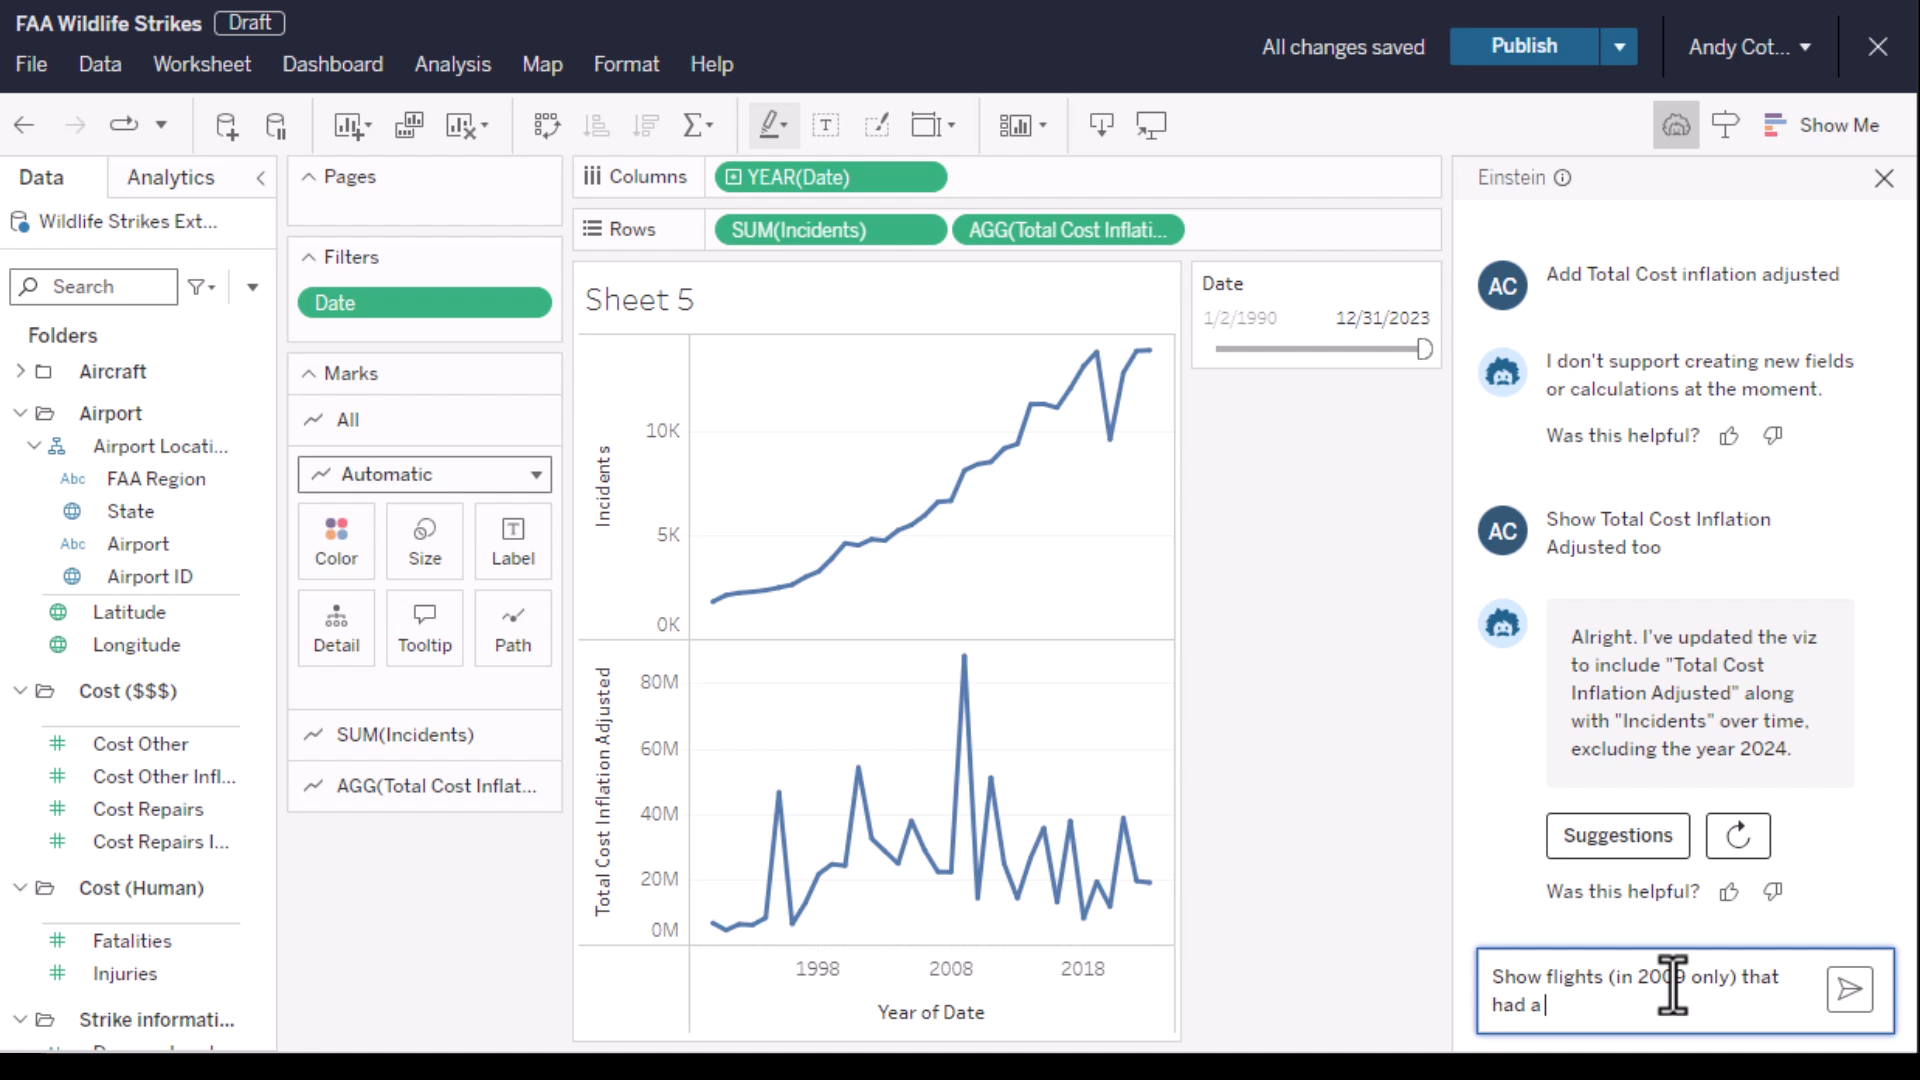 FAA Wildlife Strikes Draft
File Data Worksheet Dashboard Analysis Map Format Help
All changes saved
Publish
Andy Cot...
Show Me
Data
Analytics
Wildlife Strikes Ext...
Search
Folders
Aircraft
Airport
Airport Locati...
Abc FAA Region
State
Abc Airport
Airport ID
Latitude
Longitude
Cost ($$$)
Cost Other
Cost Other Infl...
Cost Repairs
Cost Repairs I...
Cost (Human)
Fatalities
Injuries
Strike informati...
Pages
Filters
Date
Marks
All
Automatic
Color
Size
Label
Detail
Tooltip
Path
SUM(Incidents)
AGG(Total Cost Inflat...
Columns
YEAR(Date)
Rows
SUM(Incidents)
AGG(Total Cost Inflati...
Sheet 5
Incidents
10K
5K
0K
Total Cost Inflation Adjusted
80M
60M
40M
20M
0M
1998
2008
2018
Year of Date
Date
1/2/1990
12/31/2023
Einstein
AC
Add Total Cost inflation adjusted
I don't support creating new fields
or calculations at the moment.
Was this helpful?
AC
Show Total Cost Inflation
Adjusted too
Alright. I've updated the viz
to include "Total Cost
Inflation Adjusted" along
with "Incidents" over time,
excluding the year 2024.
Suggestions
Was this helpful?
Show flights (in 2009 only) that
had a